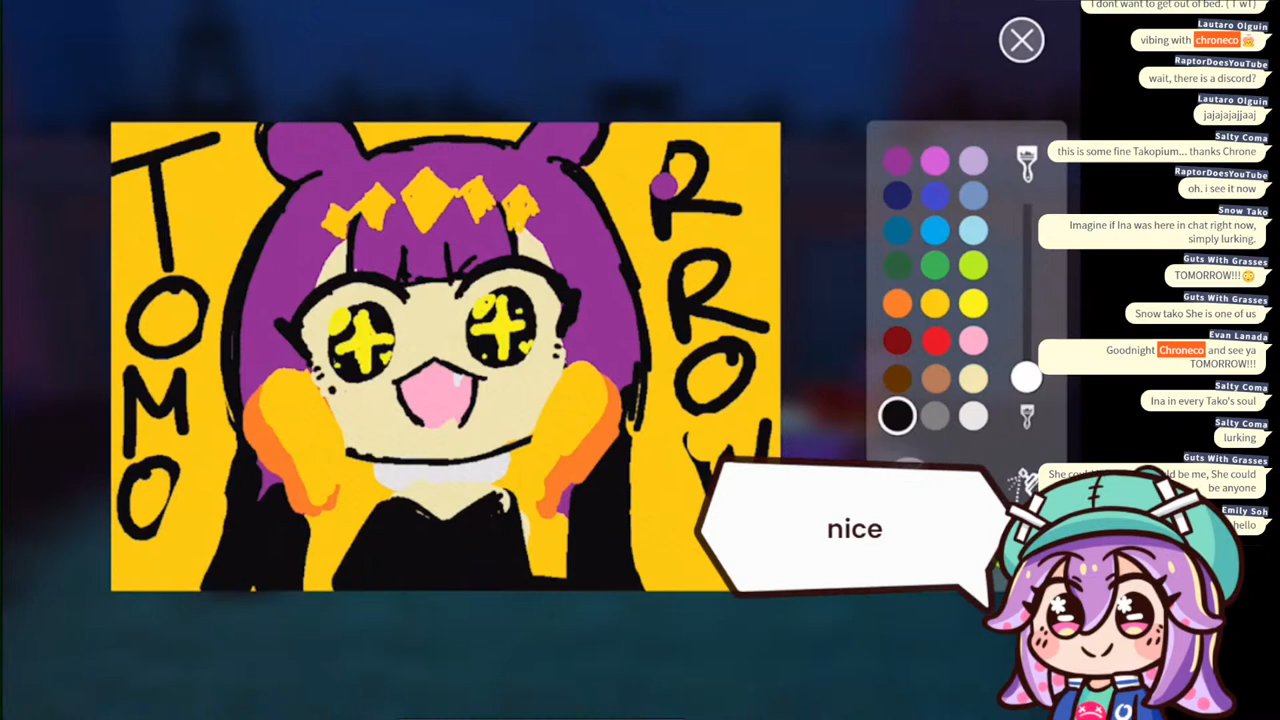 TOMO
RROW
nice
I dont want to get out of bed. ( T wT)
Lautaro Olguin
vibing with chroneco
RaptorDoesYouTube
wait, there is a discord?
Lautaro Olguin
jajajajajjaaj
Salty Coma
this is some fine Takopium... thanks Chrone
RaptorDoesYouTube
oh. i see it now
Snow Tako
Imagine if Ina was here in chat right now,
simply lurking.
Guts With Grasses
TOMORROW!!!
Guts With Grasses
Snow tako She is one of us
Evan Lanada
Goodnight Chroneco and see ya
TOMORROW!!!
Salty Coma
Ina in every Tako's soul
Salty Coma
lurking
Guts With Grasses
be me, She could
be anyone
Emily Soh
hello